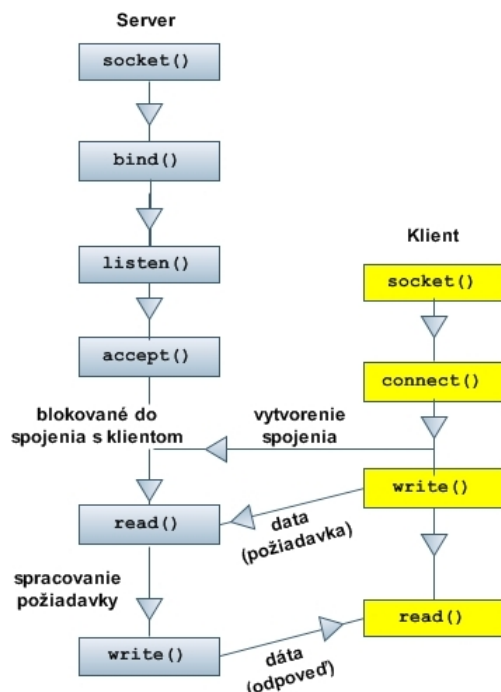 Server
socket()
bind()
listen()
Klient
socket()
accept()
connect()
blokované do
spojenia s klientom
vytvorenie
spojenia
write()
read()
data
(požiadavka)
spracovanie
požiadavky
read()
write()
dáta
(odpoveď)